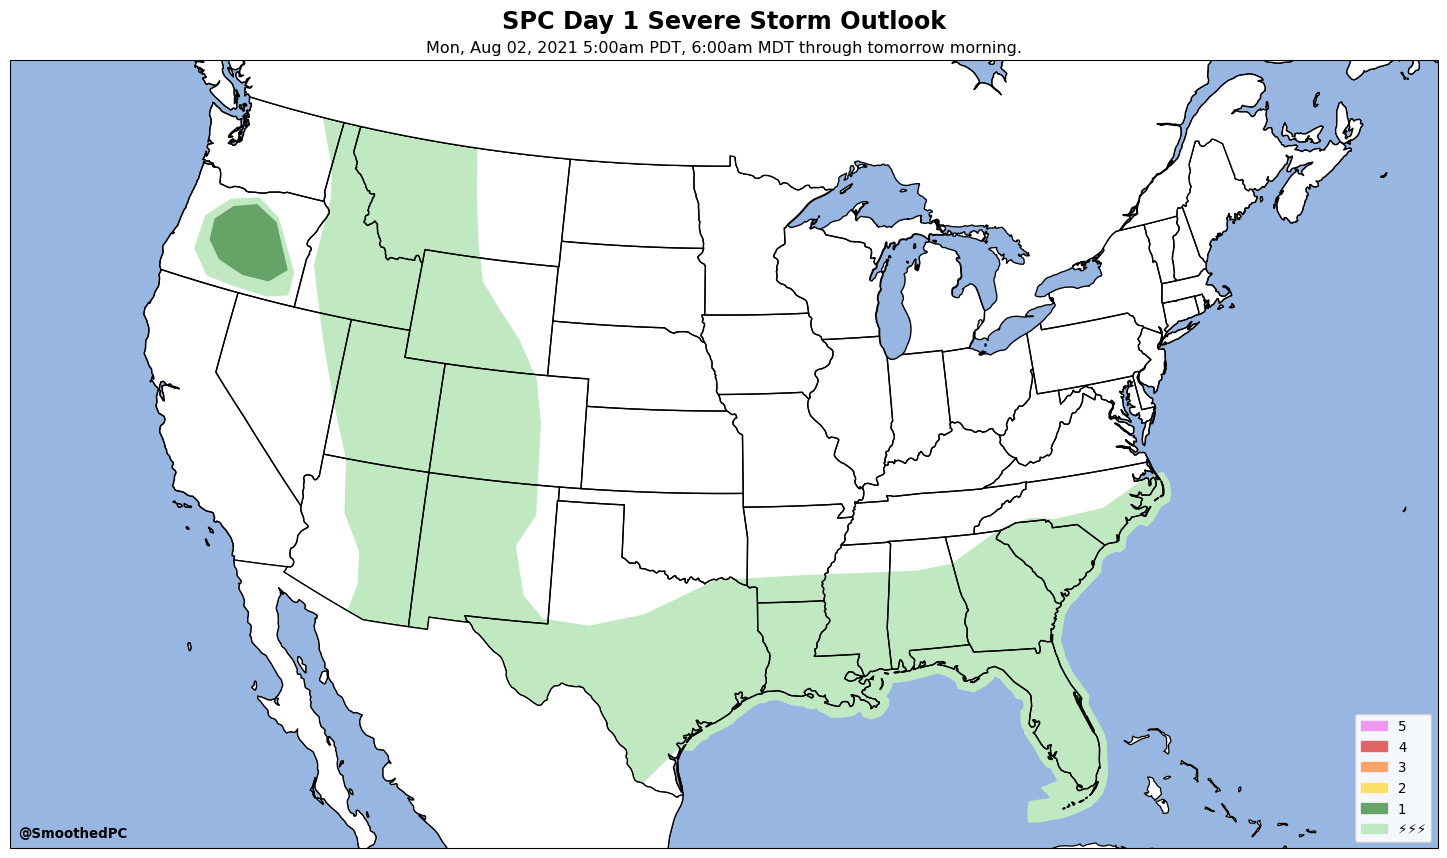 SPC Day 1 Severe Storm Outlook
Mon, Aug 02, 2021 5:00am PDT, 6:00am MDT through tomorrow morning.
5
4
3
2
1
⚡⚡⚡
@SmoothedPC